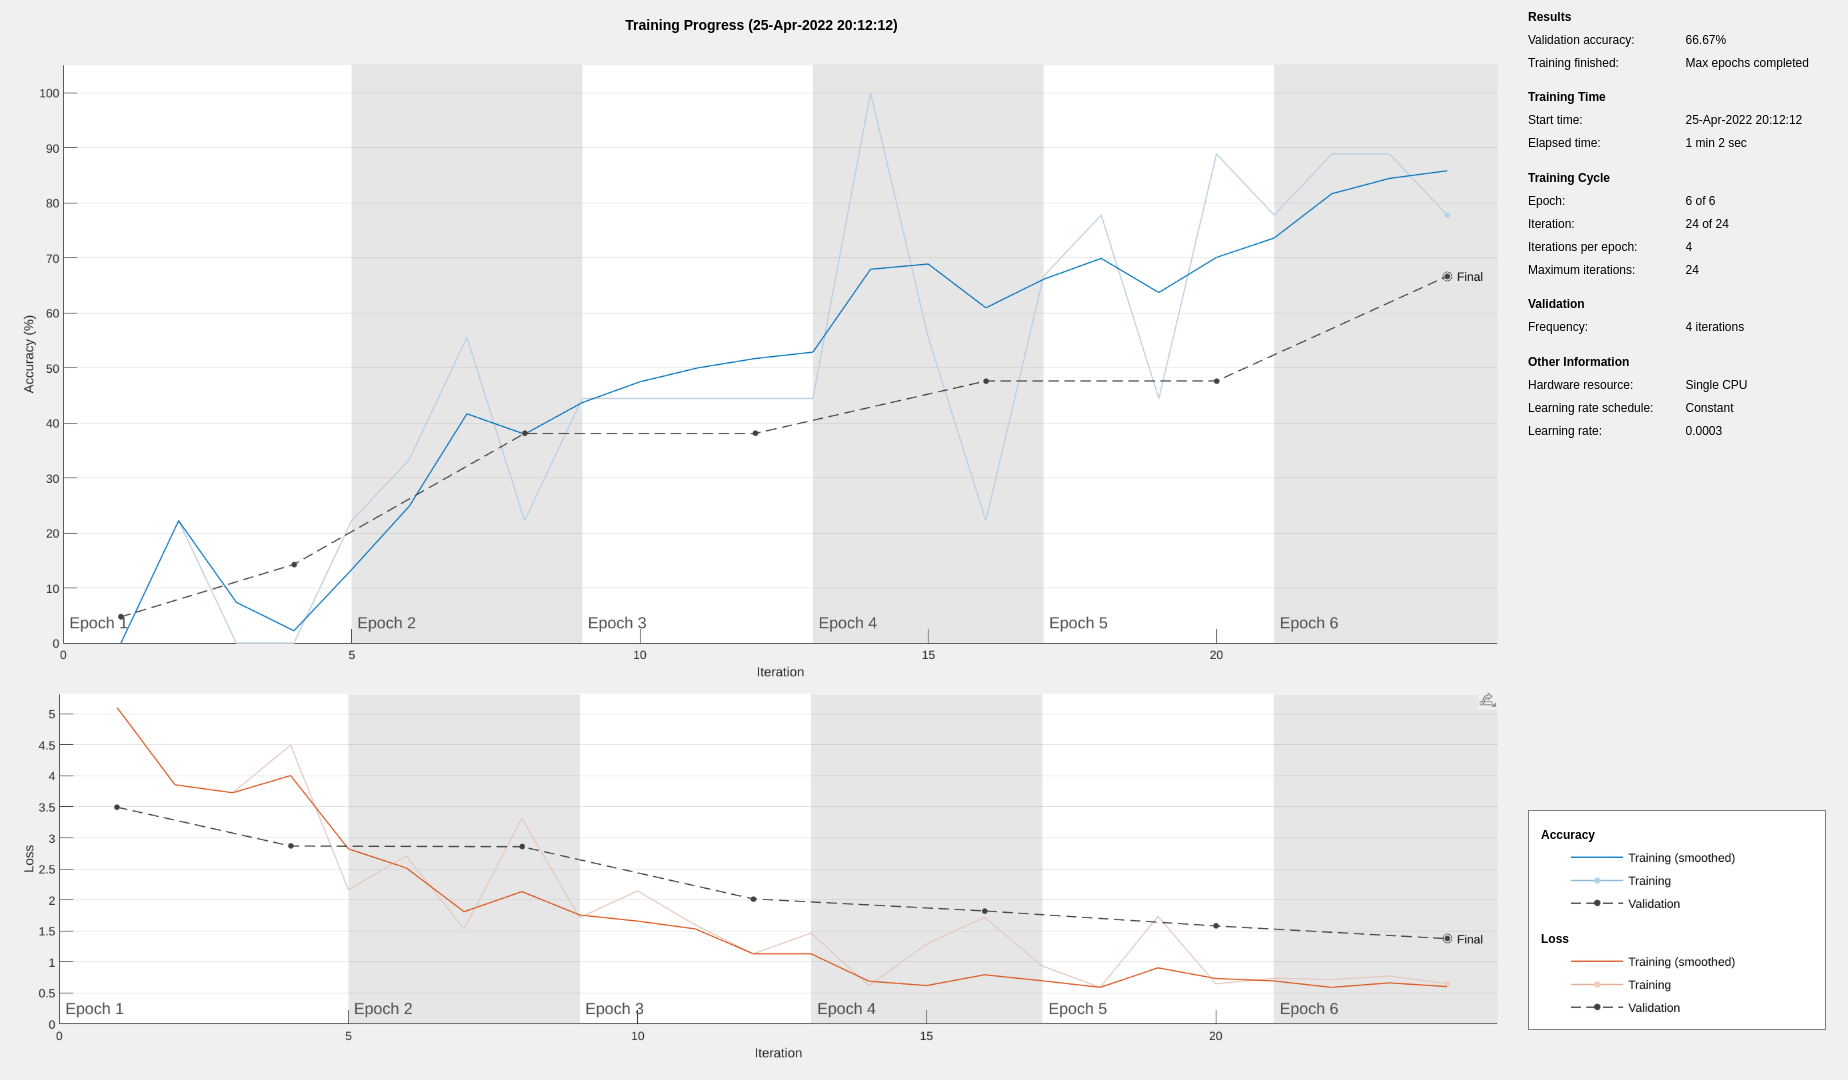 Training Progress (25-Apr-2022 20:12:12)
100
90
80
70
60
50
40
30
20
10
0
Accuracy (%)
Final
Epoch 1
Epoch 2
Epoch 3
Epoch 4
Epoch 5
Epoch 6
0
5
10
15
20
Iteration
5
4.5
4
3.5
3
2.5
2
1.5
1
0.5
0
Loss
Final
Epoch 1
Epoch 2
Epoch 3
Epoch 4
Epoch 5
Epoch 6
0
5
10
15
20
Iteration
Results
Validation accuracy: 66.67%
Training finished: Max epochs completed
Training Time
Start time: 25-Apr-2022 20:12:12
Elapsed time: 1 min 2 sec
Training Cycle
Epoch: 6 of 6
Iteration: 24 of 24
Iterations per epoch: 4
Maximum iterations: 24
Validation
Frequency: 4 iterations
Other Information
Hardware resource: Single CPU
Learning rate schedule: Constant
Learning rate: 0.0003
Accuracy
Training (smoothed)
Training
Validation
Loss
Training (smoothed)
Training
Validation